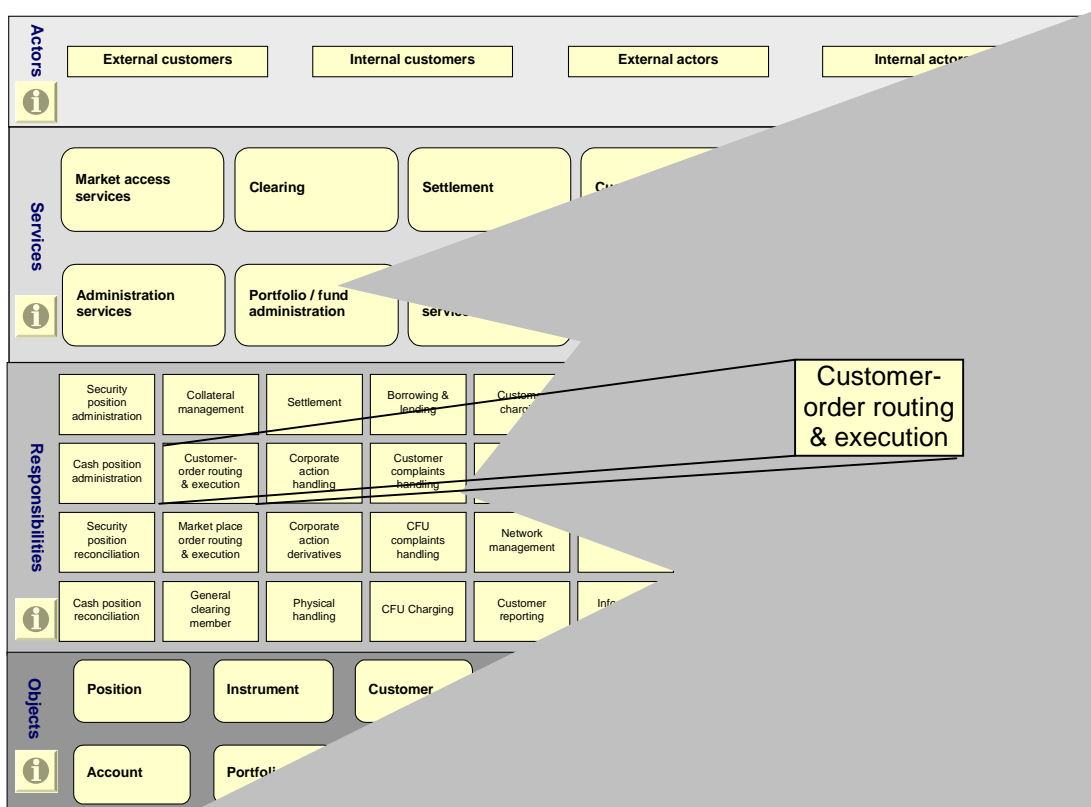 Actors
External customers
Internal customers
External actors
Internal
Services
Market access
services
Clearing
Settlement
Administration
services
Portfolio / fund
administration
Responsibilities
Security
position
administration
Collateral
management
Settlement
Borrowing &
lending
Cash position
administration
Customer-
order routing
& execution
Corporate
action
handling
Customer
complaints
handling
Customer-
order routing
& execution
Security
position
reconciliation
Market place
order routing
& execution
Corporate
action
derivatives
CFU
complaints
handling
Network
management
Cash position
reconciliation
General
clearing
member
Physical
handling
CFU Charging
Customer
reporting
Objects
Position
Instrument
Customer
Account